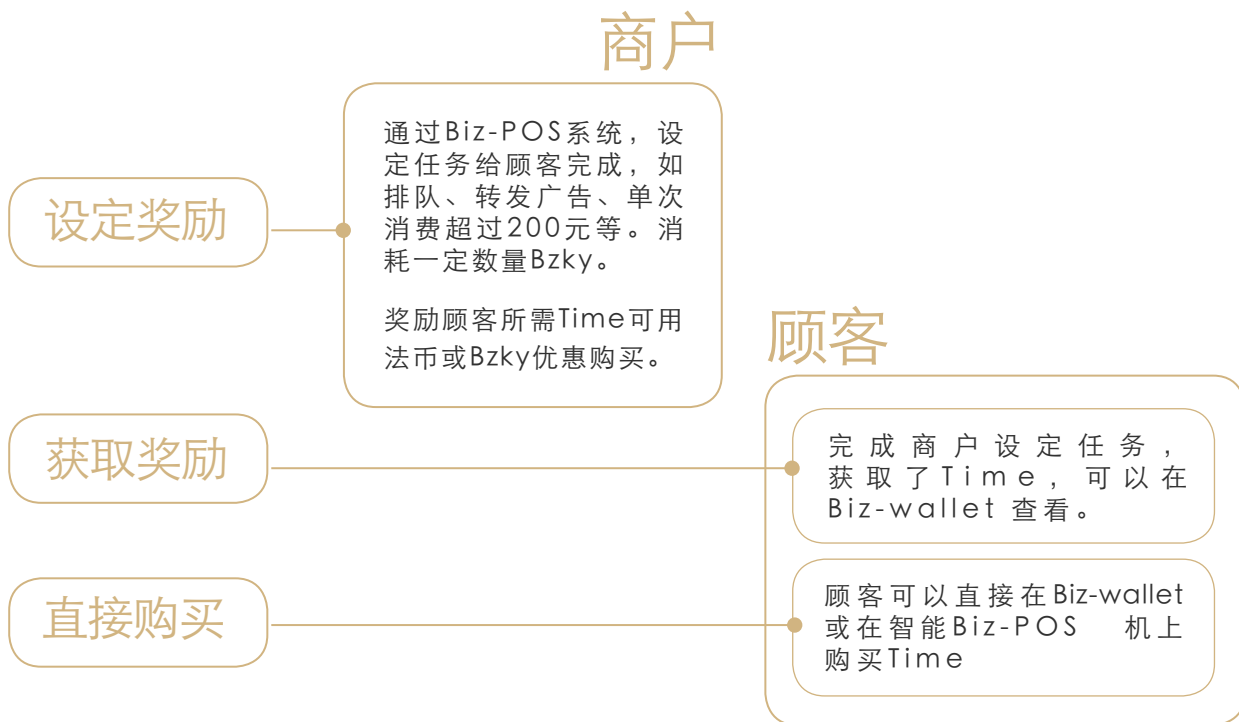 商户
设定奖励
通过Biz-POS系统，设
定任务给顾客完成，如
排队、转发广告、单次
消费超过200元等。消
耗一定数量Bzky。
奖励顾客所需Time可用
法币或Bzky优惠购买。
顾客
获取奖励
完成商户设定任务，
获取了Time，可以在
Biz-wallet 查看。
直接购买
顾客可以直接在Biz-wallet
或在智能Biz-POS 机上
购买Time